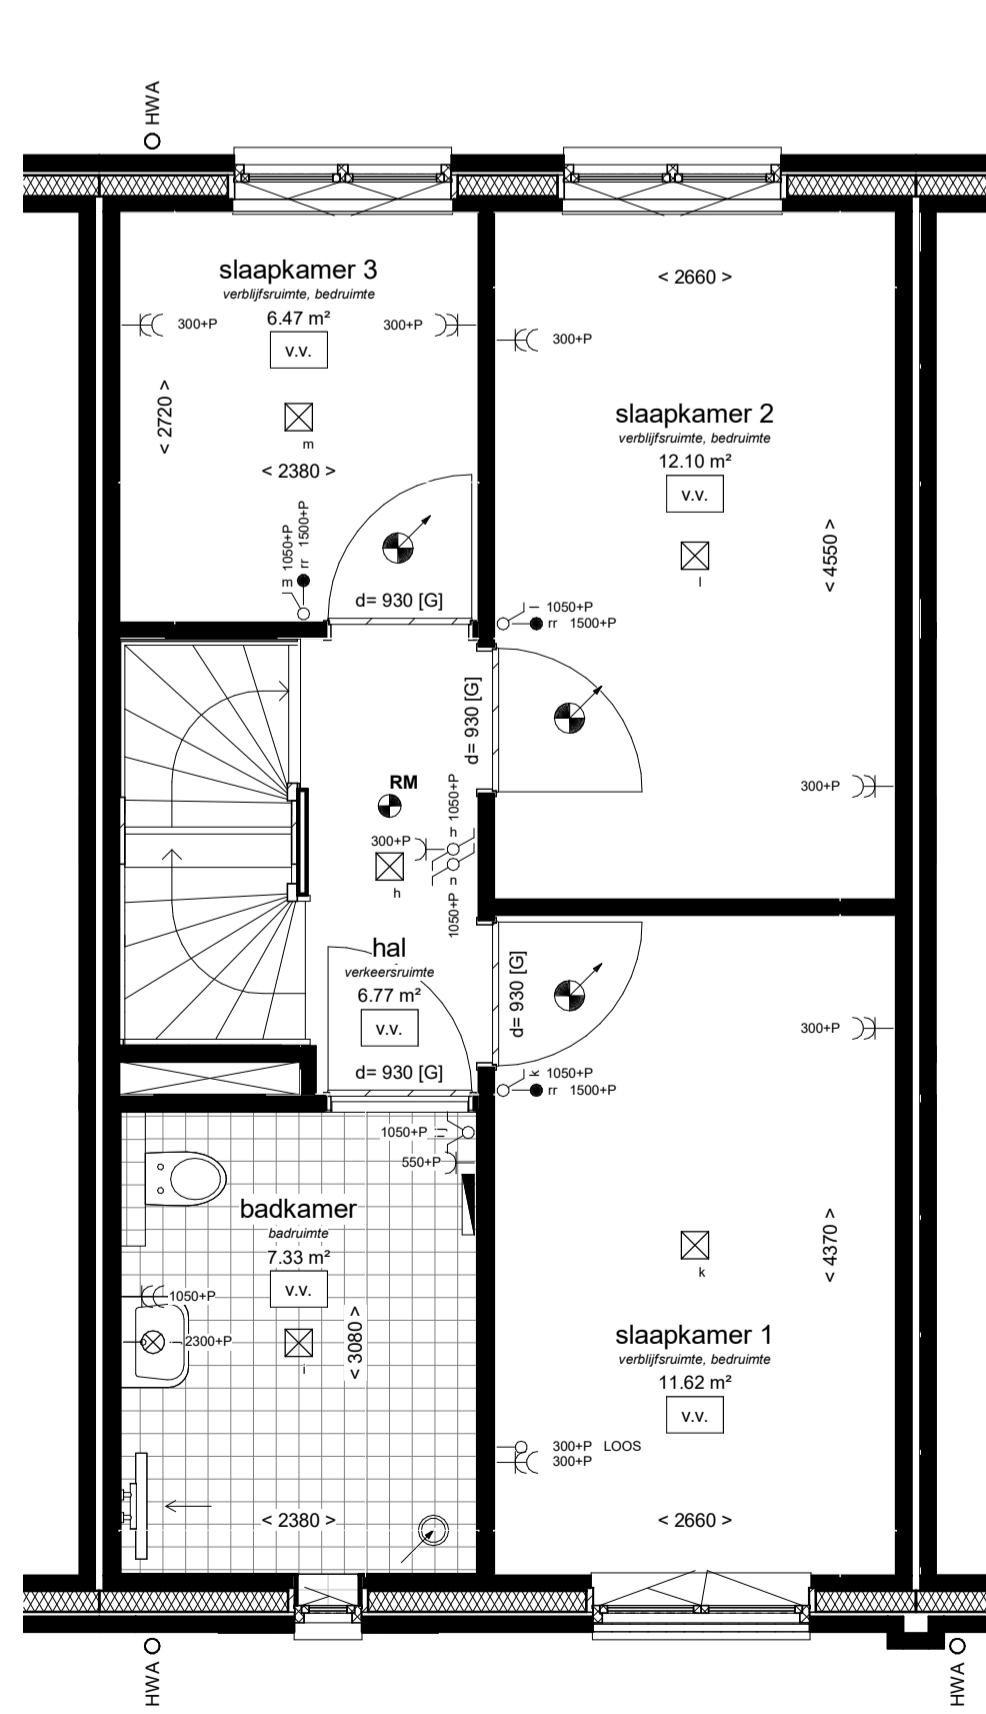 HWA
slaapkamer 3
verblijfsruimte, bedruimte
6.47 m²
v.v.
300+P
300+P
< 2720 >
m
< 2380 >
m 1050+P
rr 1500+P
d= 930 [G]
< 2660 >
300+P
slaapkamer 2
verblijfsruimte, bedruimte
12.10 m²
v.v.
l
< 4550 >
l 1050+P
rr 1500+P
d= 930 [G]
300+P
RM
300+P
h 1050+P
h
1050+P n
hal
verkeersruimte
6.77 m²
v.v.
d= 930 [G]
d= 930 [G]
300+P
k 1050+P
rr 1500+P
1050+P i j
550+P
badkamer
badruimte
7.33 m²
v.v.
1050+P
j 2300+P
i
< 3080 >
< 2380 >
k
< 4370 >
slaapkamer 1
verblijfsruimte, bedruimte
11.62 m²
v.v.
300+P LOOS
300+P
< 2660 >
HWA
HWA